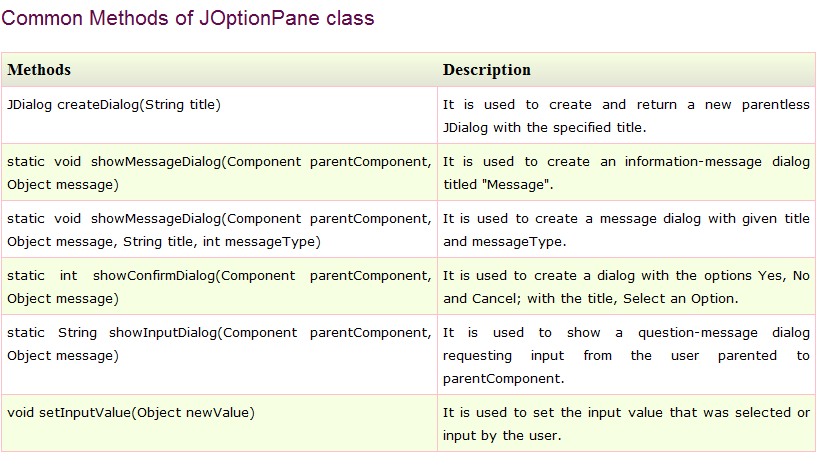 Common Methods of JOptionPane class
Methods
Description
JDialog createDialog(String title)
It is used to create and return a new parentless
JDialog with the specified title.
static void showMessageDialog(Component parentComponent,
Object message)
It is used to create an information-message dialog
titled "Message".
static void showMessageDialog(Component parentComponent,
Object message, String title, int messageType)
It is used to create a message dialog with given title
and messageType.
static int showConfirmDialog(Component parentComponent,
Object message)
It is used to create a dialog with the options Yes, No
and Cancel; with the title, Select an Option.
static String showInputDialog(Component parentComponent,
Object message)
It is used to show a question-message dialog
requesting input from the user parented to
parentComponent.
void setInputValue(Object newValue)
It is used to set the input value that was selected or
input by the user.